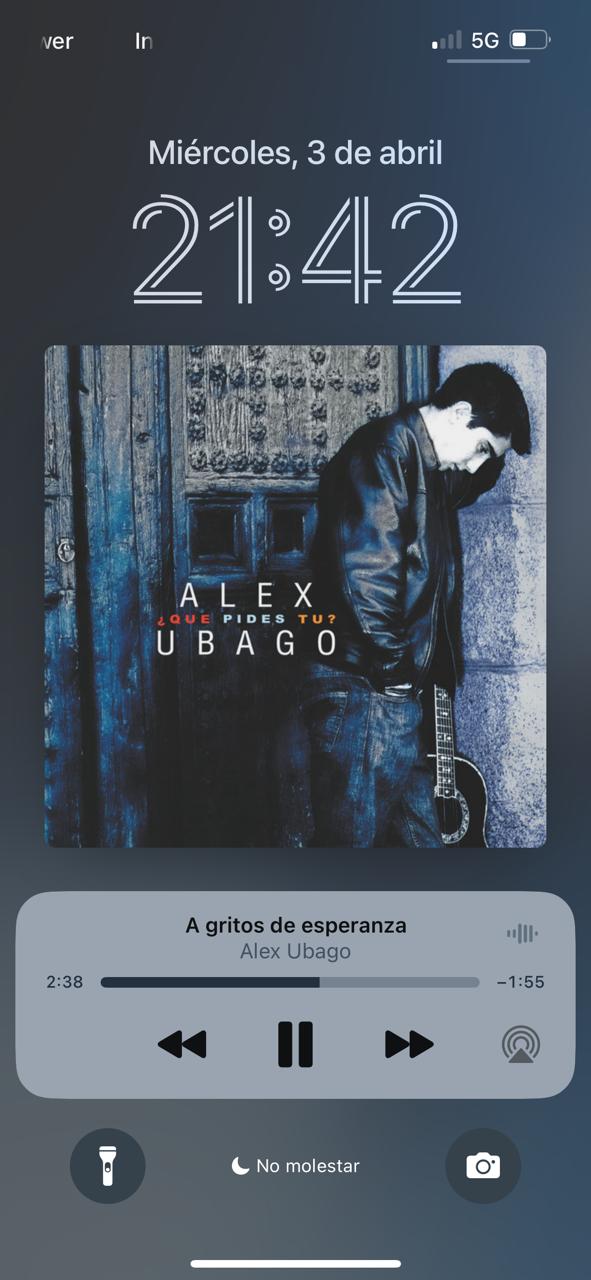 5G
Miércoles, 3 de abril
21:42
ALEX
¿QUE PIDES TU?
UBAGO
A gritos de esperanza
Alex Ubago
2:38
−1:55
No molestar